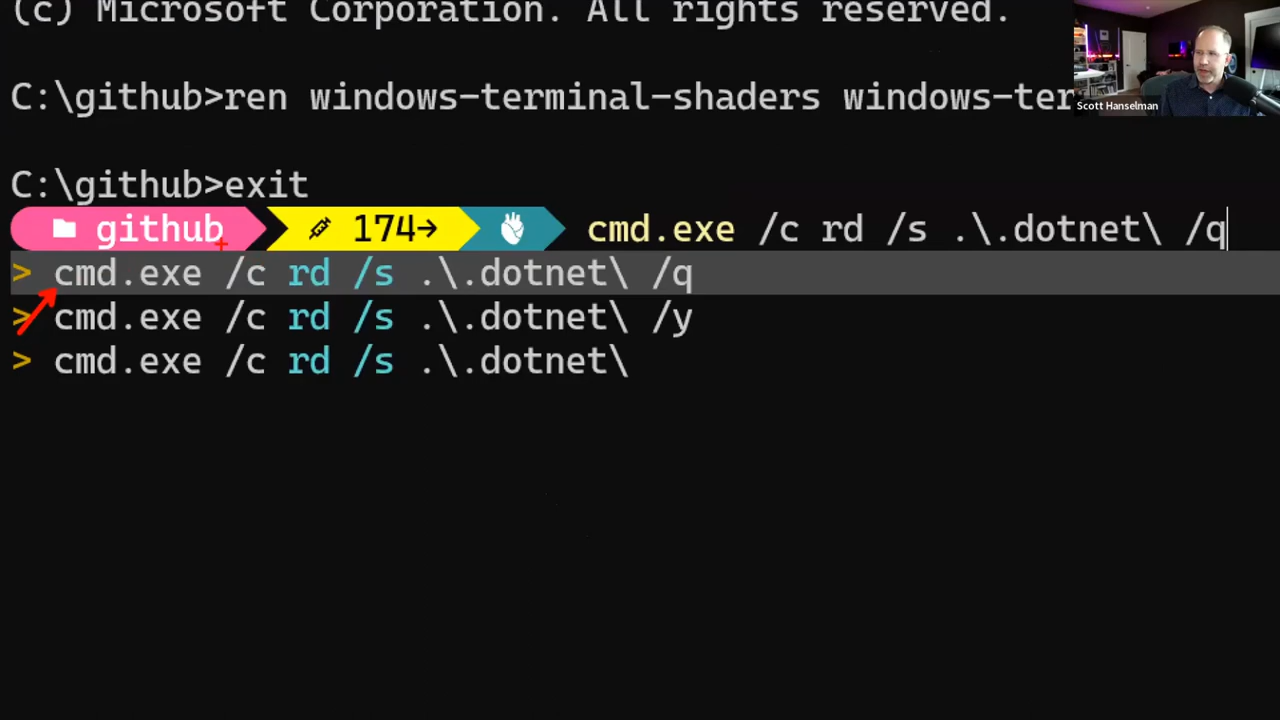 (c) Microsoft Corporation. All rights reserved.
C:\github>ren windows-terminal-shaders windows-ter
Scott Hanselman
C:\github>exit
github 174→ cmd.exe /c rd /s .\.dotnet\ /q
> cmd.exe /c rd /s .\.dotnet\ /q
> cmd.exe /c rd /s .\.dotnet\ /y
> cmd.exe /c rd /s .\.dotnet\